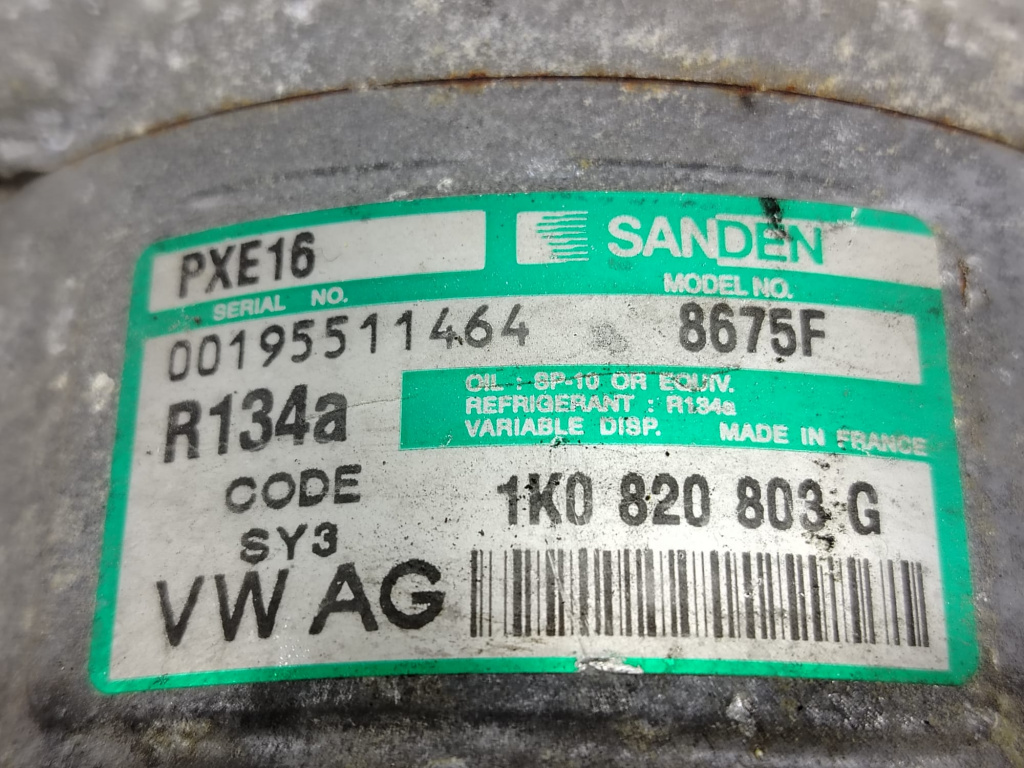 PXE16
SANDEN
SERIAL NO.
MODEL NO.
00195511464
8675F
R134a
OIL : SP-10 OR EQUIV.
REFRIGERANT : R134a
VARIABLE DISP.
MADE IN FRANCE
CODE
SY3
1K0 820 803 G
VW AG